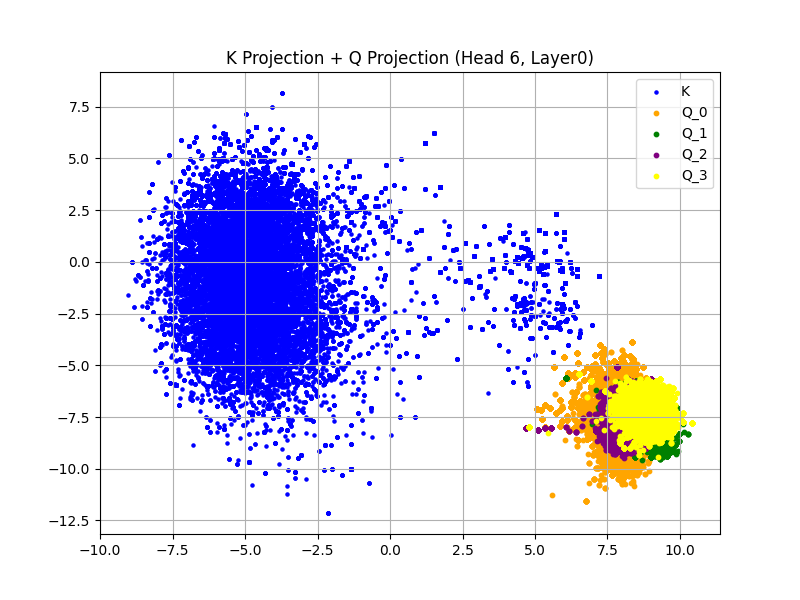 K Projection + Q Projection (Head 6, Layer0)
K
Q_0
Q_1
Q_2
Q_3
7.5
5.0
2.5
0.0
−2.5
−5.0
−7.5
−10.0
−12.5
−10.0 −7.5 −5.0 −2.5 0.0 2.5 5.0 7.5 10.0